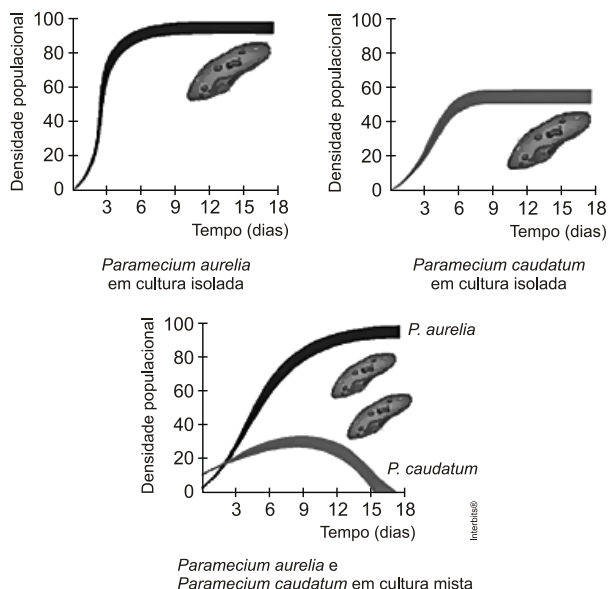 Densidade populacional
100
80
60
40
20
0
3 6 9 12 15 18
Tempo (dias)
Paramecium aurelia
em cultura isolada
Densidade populacional
100
80
60
40
20
0
3 6 9 12 15 18
Tempo (dias)
Paramecium caudatum
em cultura isolada
Densidade populacional
100
80
60
40
20
0
P. aurelia
P. caudatum
3 6 9 12 15 18
Tempo (dias)
Interbits®
Paramecium aurelia e
Paramecium caudatum em cultura mista